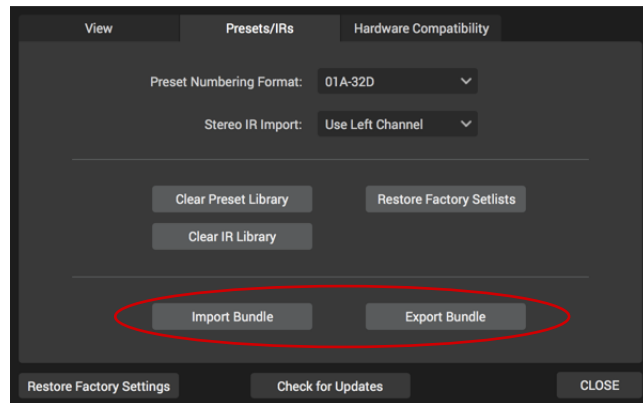 View Presets/IRs Hardware Compatibility
Preset Numbering Format: 01A-32D
Stereo IR Import: Use Left Channel
Clear Preset Library Restore Factory Setlists
Clear IR Library
Import Bundle Export Bundle
Restore Factory Settings Check for Updates CLOSE